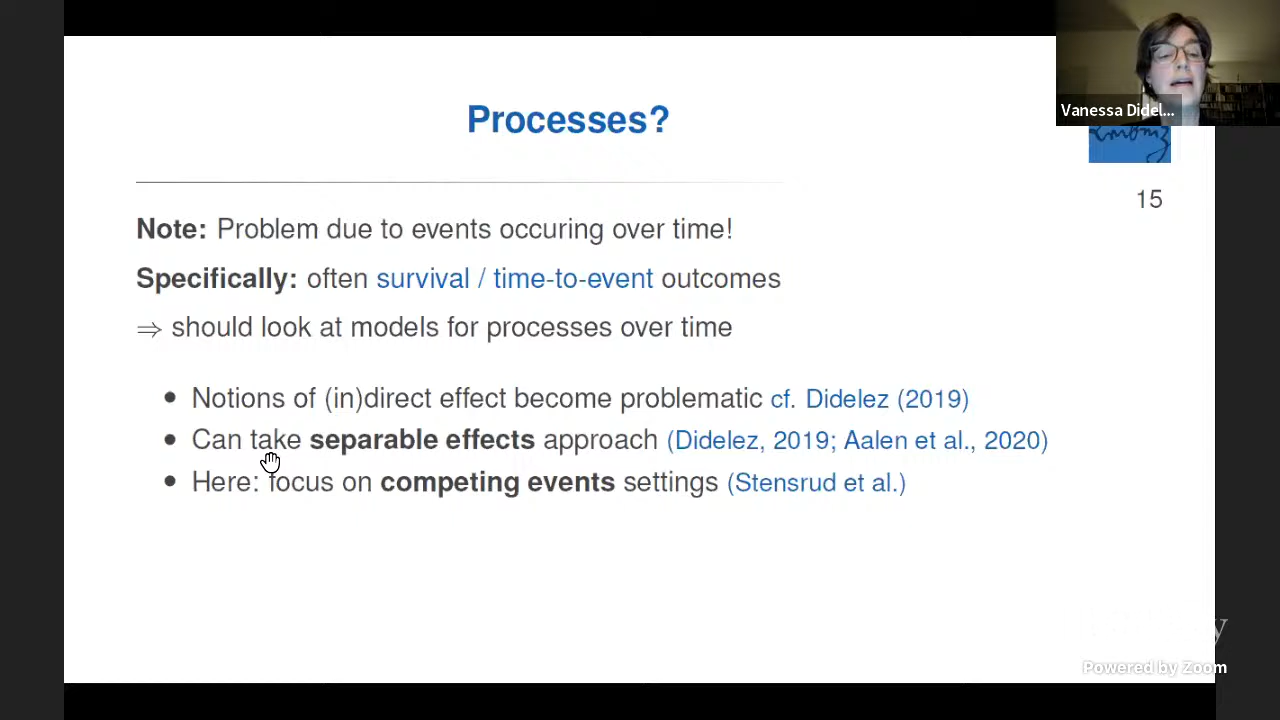 Processes?
Vanessa Didel...
15
Note: Problem due to events occuring over time!
Specifically: often survival / time-to-event outcomes
⇒ should look at models for processes over time
• Notions of (in)direct effect become problematic cf. Didelez (2019)
• Can take separable effects approach (Didelez, 2019; Aalen et al., 2020)
• Here: focus on competing events settings (Stensrud et al.)
Powered by Zoom